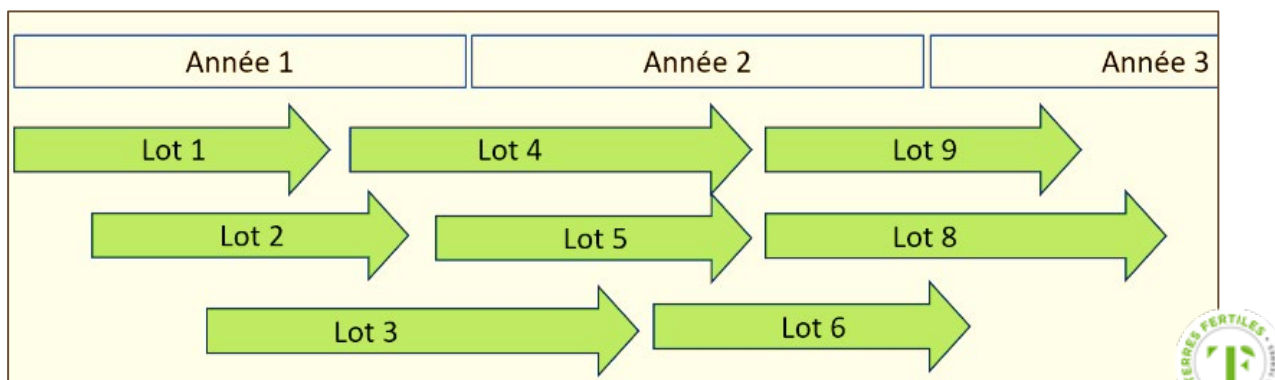 Année 1 Année 2 Année 3
Lot 1 Lot 4 Lot 9
Lot 2 Lot 5 Lot 8
Lot 3 Lot 6
TERRES FERTILES
TF